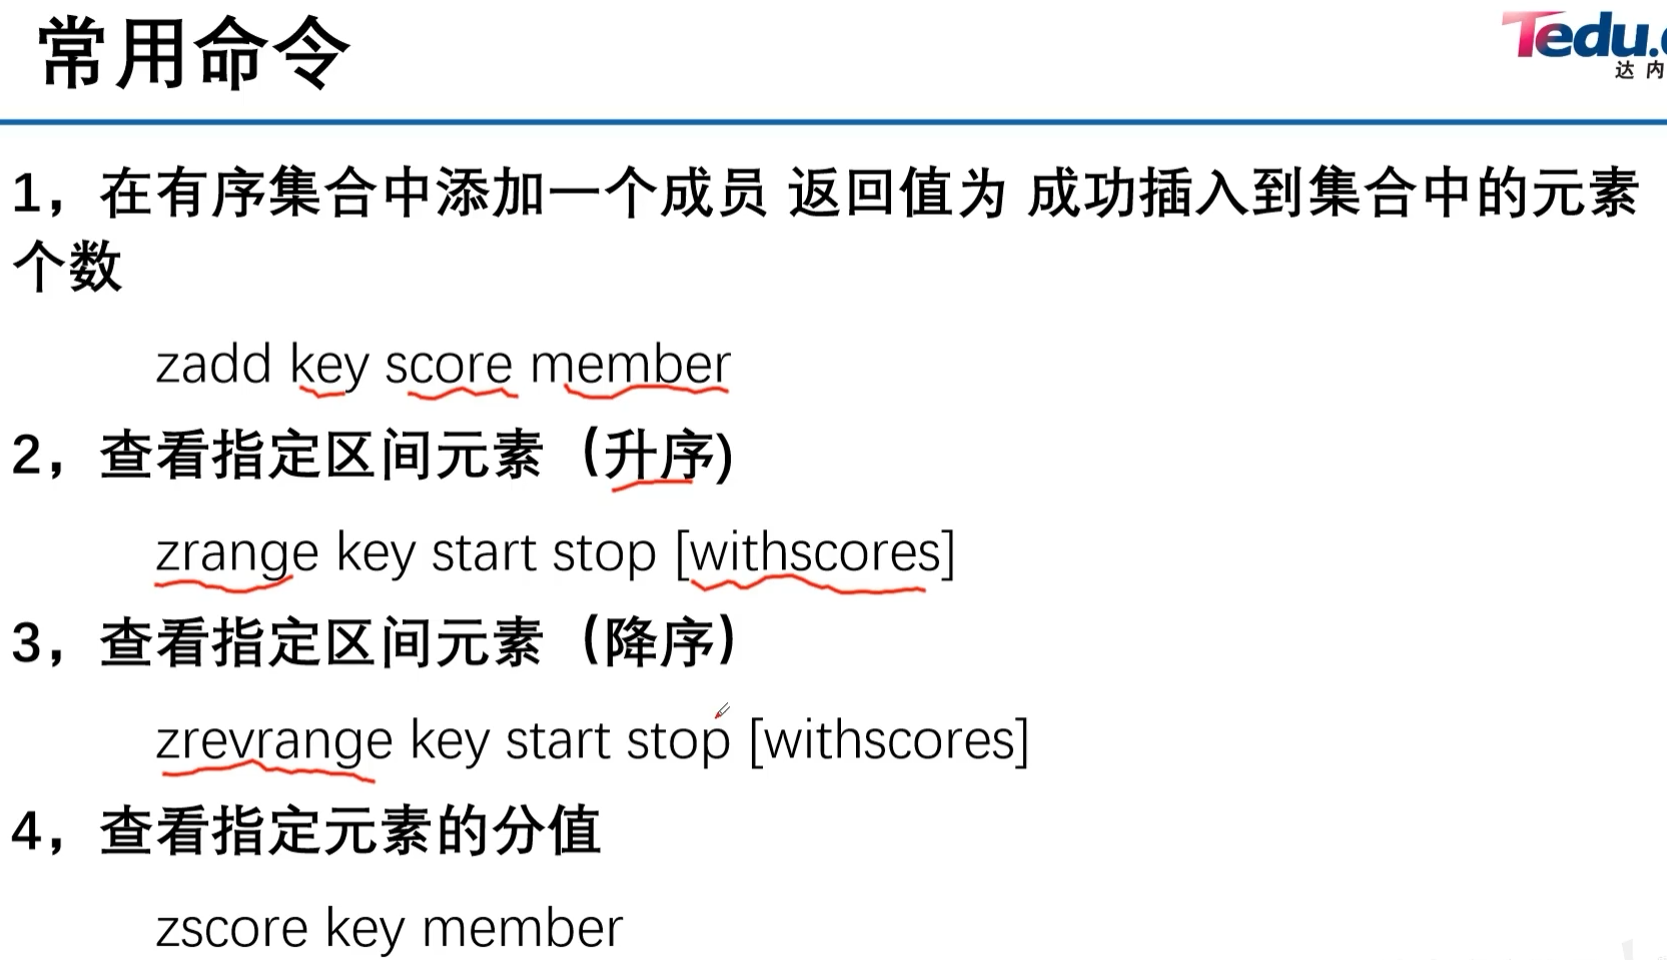 常用命令
Tedu.
达内
1，在有序集合中添加一个成员 返回值为 成功插入到集合中的元素
个数
zadd key score member
2，查看指定区间元素（升序)
zrange key start stop [withscores]
3，查看指定区间元素（降序）
zrevrange key start stop [withscores]
4，查看指定元素的分值
zscore key member